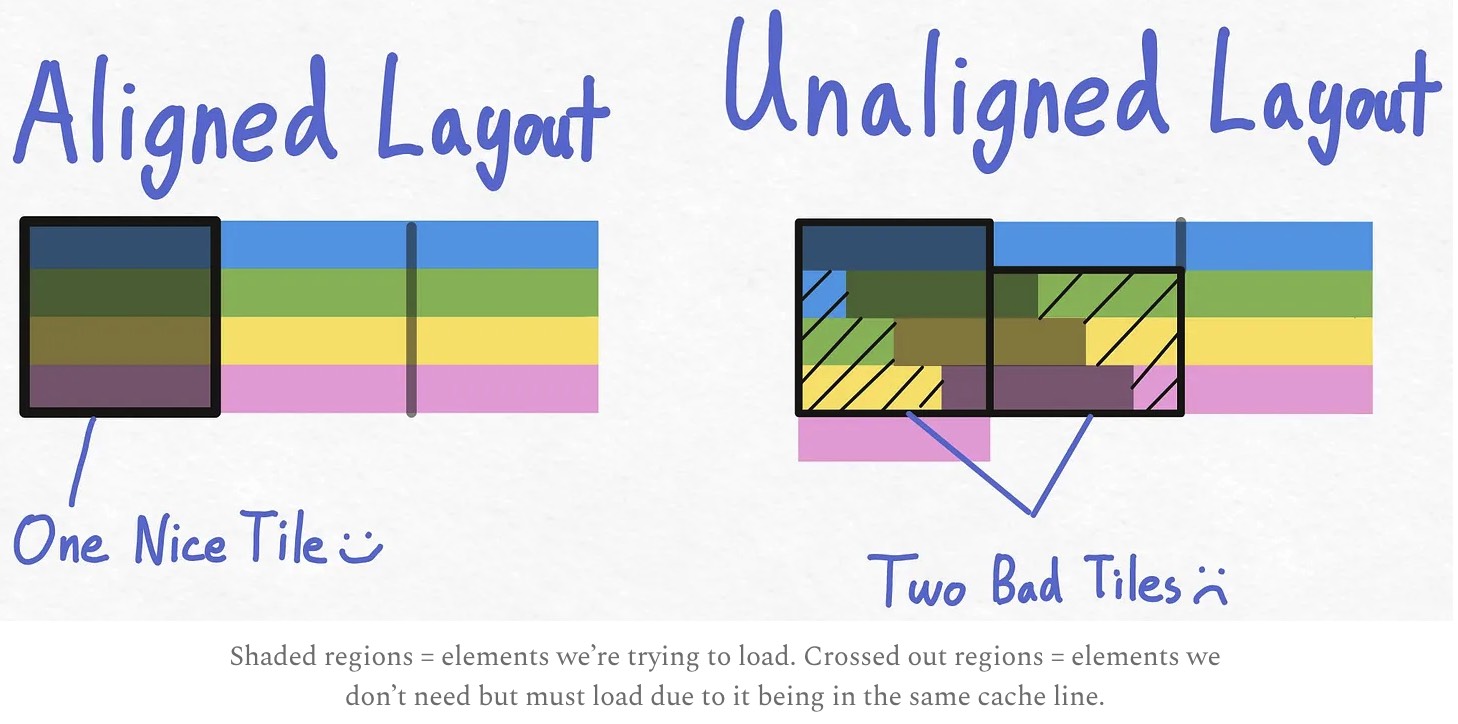 Aligned Layout
Unaligned Layout
One Nice Tile
Two Bad Tiles
Shaded regions = elements we’re trying to load. Crossed out regions = elements we
don’t need but must load due to it being in the same cache line.